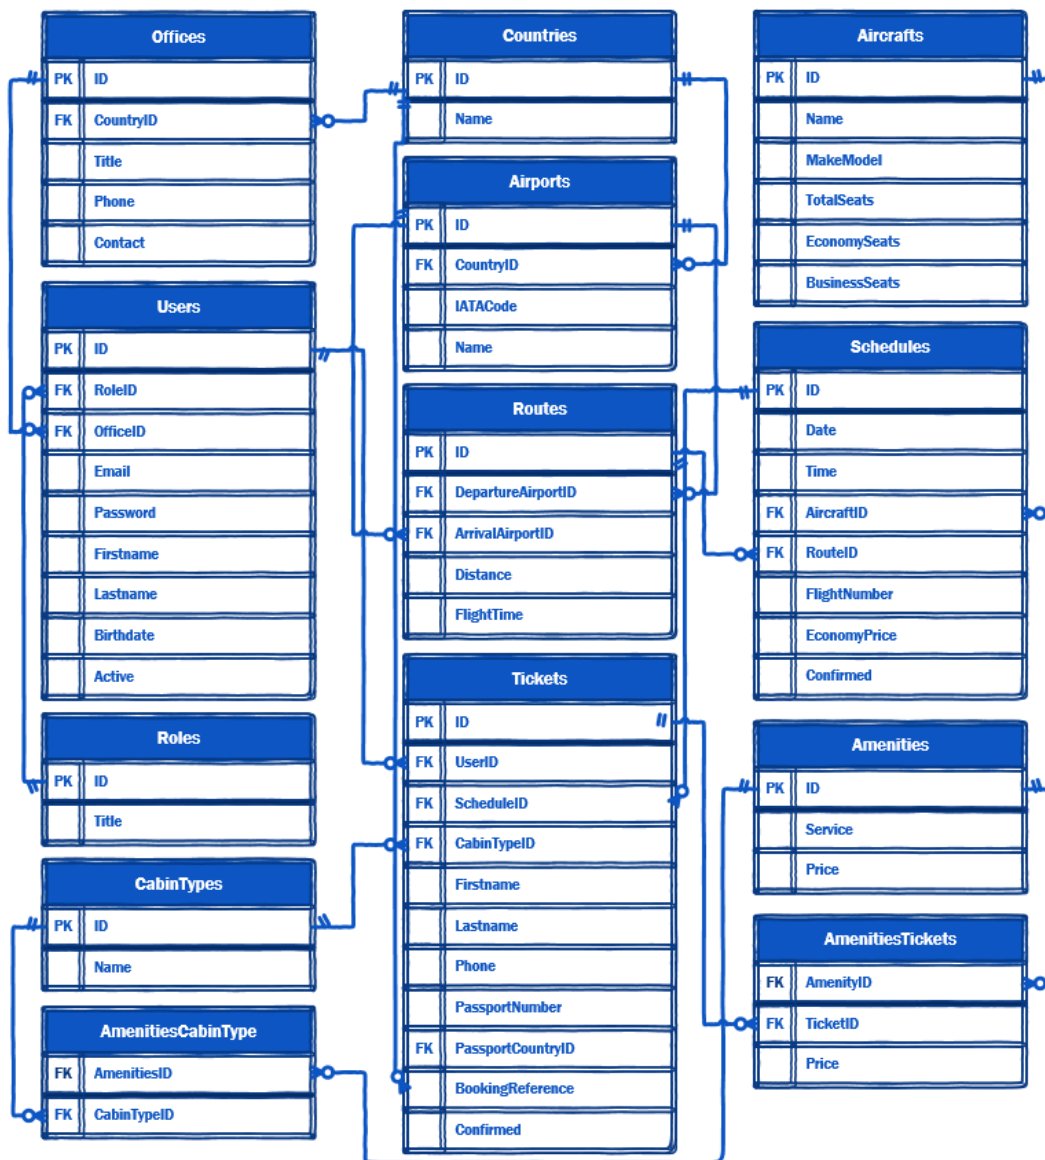 Offices
PK ID
FK CountryID
Title
Phone
Contact
Users
PK ID
FK RoleID
FK OfficeID
Email
Password
Firstname
Lastname
Birthdate
Active
Roles
PK ID
Title
CabinTypes
PK ID
Name
AmenitiesCabinType
FK AmenitiesID
FK CabinTypeID
Countries
PK ID
Name
Airports
PK ID
FK CountryID
IATACode
Name
Routes
PK ID
FK DepartureAirportID
FK ArrivalAirportID
Distance
FlightTime
Tickets
PK ID
FK UserID
FK ScheduleID
FK CabinTypeID
Firstname
Lastname
Phone
PassportNumber
FK PassportCountryID
BookingReference
Confirmed
Aircrafts
PK ID
Name
MakeModel
TotalSeats
EconomySeats
BusinessSeats
Schedules
PK ID
Date
Time
FK AircraftID
FK RouteID
FlightNumber
EconomyPrice
Confirmed
Amenities
PK ID
Service
Price
AmenitiesTickets
FK AmenityID
FK TicketID
Price